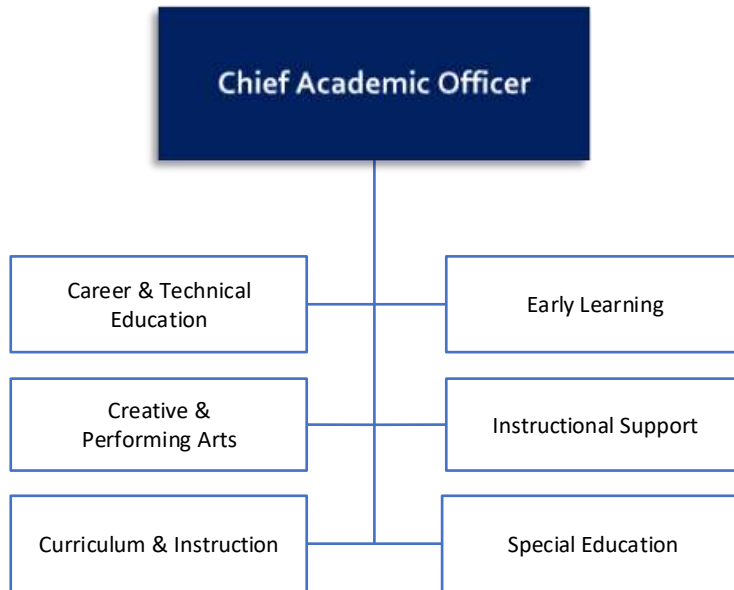 Chief Academic Officer
Career & Technical
Education
Early Learning
Creative &
Performing Arts
Instructional Support
Curriculum & Instruction
Special Education